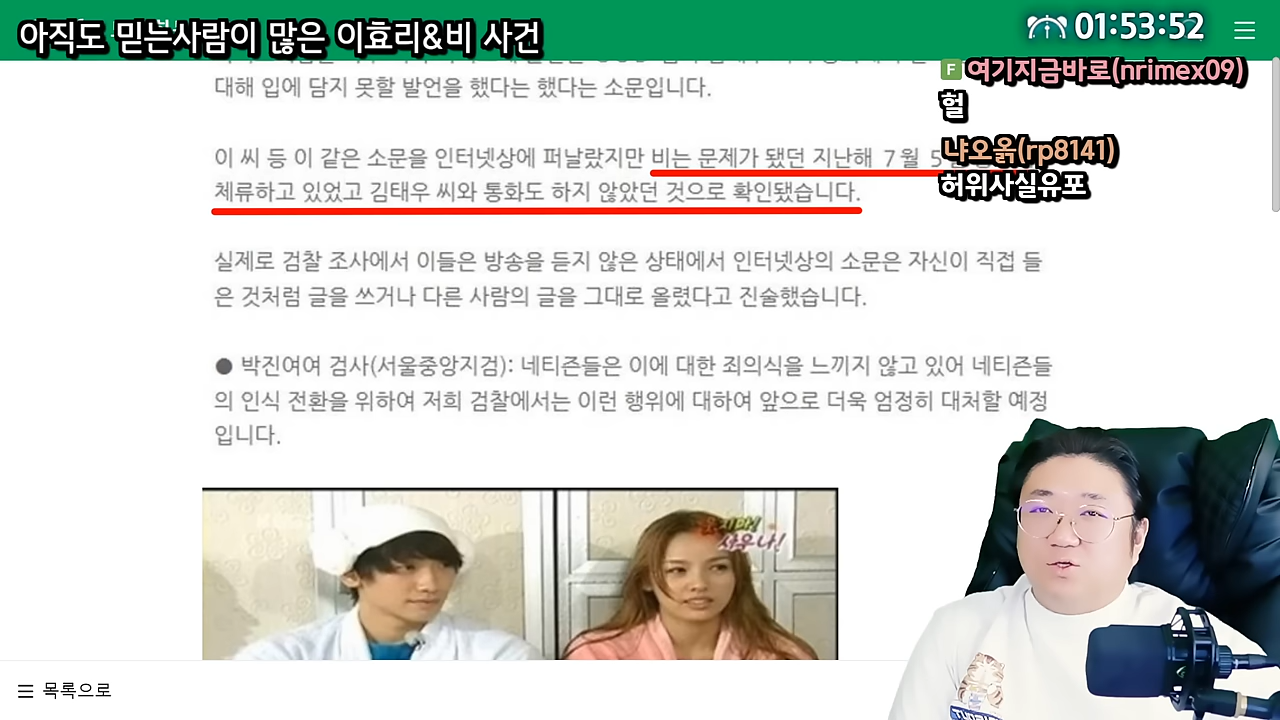 아직도 믿는사람이 많은 이효리&비 사건
01:53:52
F 여기지금바로(nrimex09)
헐
냐오옭(rp8141)
허위사실유포
대해 입에 담지 못할 발언을 했다는 했다는 소문입니다.
이 씨 등 이 같은 소문을 인터넷상에 퍼날랐지만 비는 문제가 됐던 지난해 7월 5
체류하고 있었고 김태우 씨와 통화도 하지 않았던 것으로 확인됐습니다.
실제로 검찰 조사에서 이들은 방송을 듣지 않은 상태에서 인터넷상의 소문은 자신이 직접 들
은 것처럼 글을 쓰거나 다른 사람의 글을 그대로 올렸다고 진술했습니다.
● 박진여여 검사(서울중앙지검): 네티즌들은 이에 대한 죄의식을 느끼지 않고 있어 네티즌들
의 인식 전환을 위하여 저희 검찰에서는 이런 행위에 대하여 앞으로 더욱 엄정히 대처할 예정
입니다.
목록으로